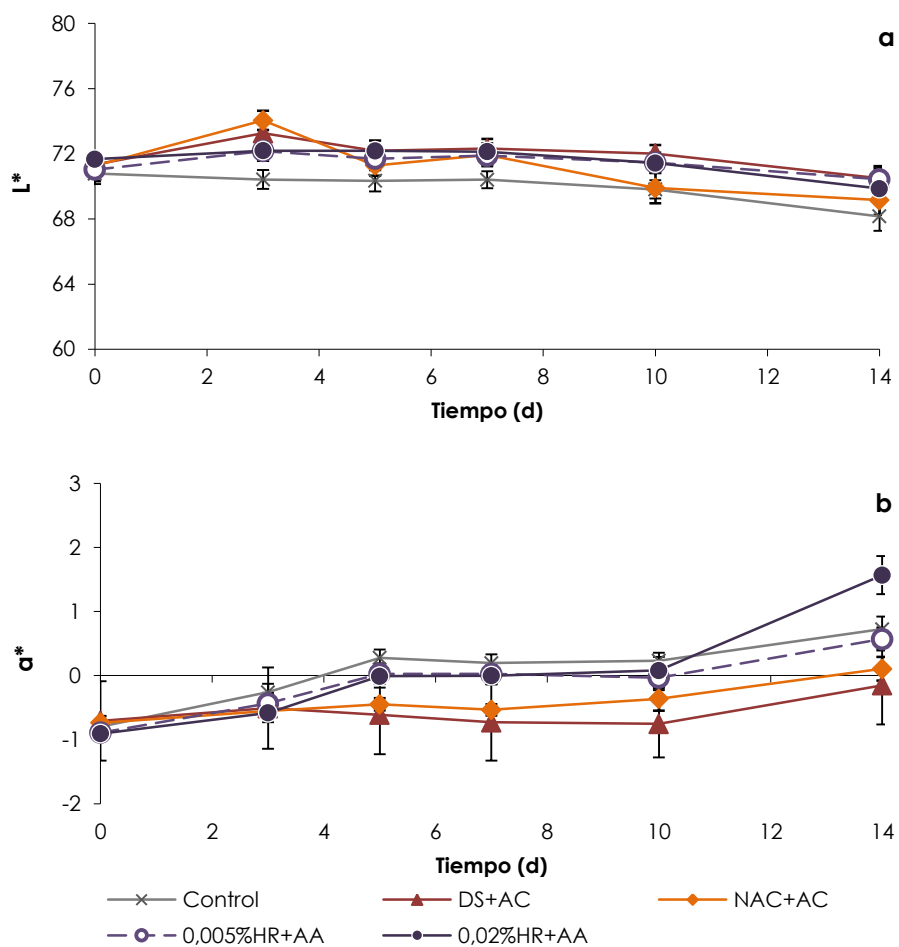 80
a
76
72
L*
68
64
60
0 2 4 6 8 10 12 14
Tiempo (d)
3
b
2
1
a*
0
-1
-2
0 2 4 6 8 10 12 14
Tiempo (d)
Control DS+AC NAC+AC
0,005%HR+AA 0,02%HR+AA